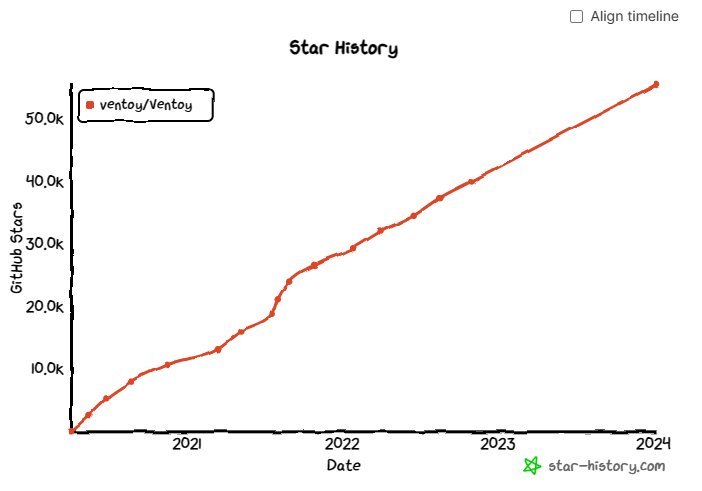 Align timeline
Star History
ventoy/Ventoy
50.0k
40.0k
30.0k
20.0k
10.0k
GitHub Stars
2021 2022 2023 2024
Date
star-history.com